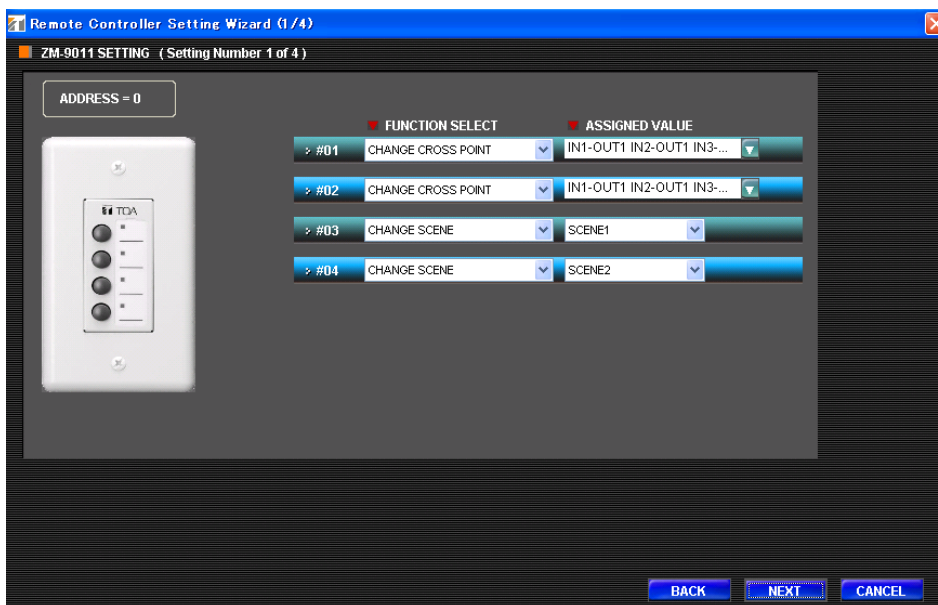 Remote Controller Setting Wizard (1/4)
ZM-9011 SETTING ( Setting Number 1 of 4 )
ADDRESS = 0
FUNCTION SELECT ASSIGNED VALUE
> #01 CHANGE CROSS POINT IN1-OUT1 IN2-OUT1 IN3-...
> #02 CHANGE CROSS POINT IN1-OUT1 IN2-OUT1 IN3-...
TOA
> #03 CHANGE SCENE SCENE1
> #04 CHANGE SCENE SCENE2
BACK NEXT CANCEL